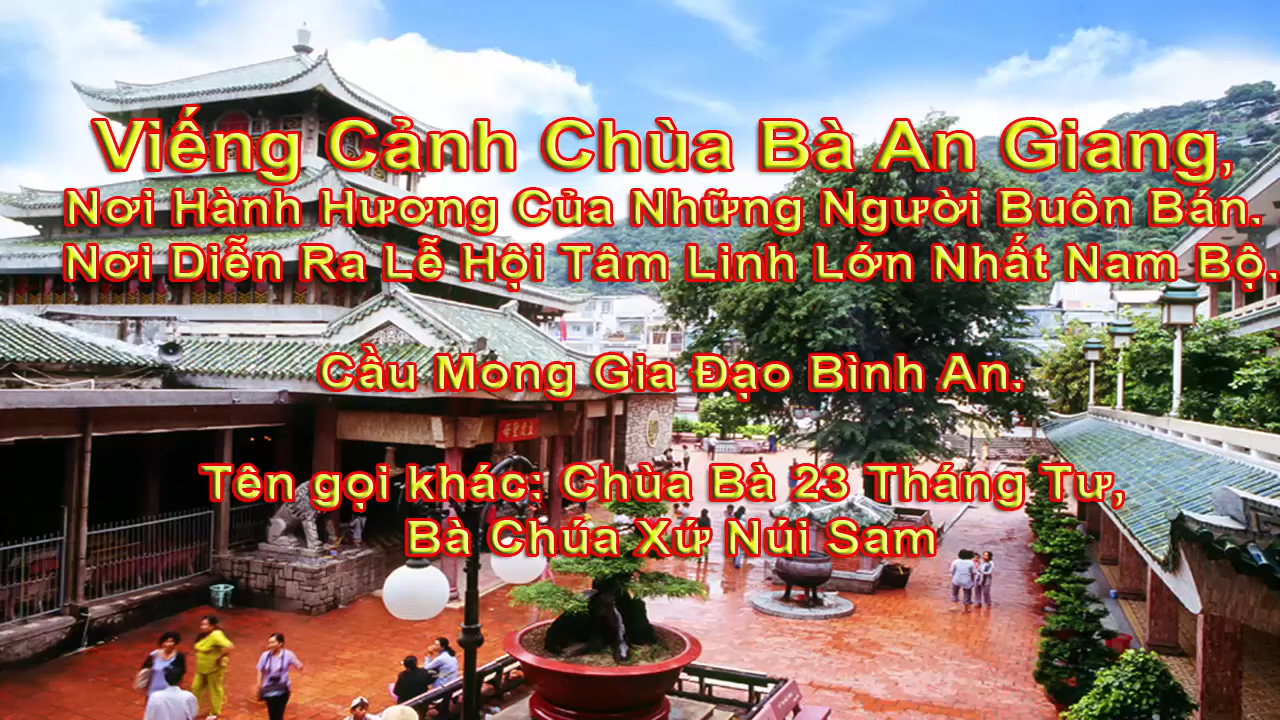 Viếng Cảnh Chùa Bà An Giang,
Nơi Hành Hương Của Những Người Buôn Bán.
Nơi Diễn Ra Lễ Hội Tâm Linh Lớn Nhất Nam Bộ.
Cầu Mong Gia Đạo Bình An.
Tên gọi khác: Chùa Bà 23 Tháng Tư,
Bà Chúa Xứ Núi Sam